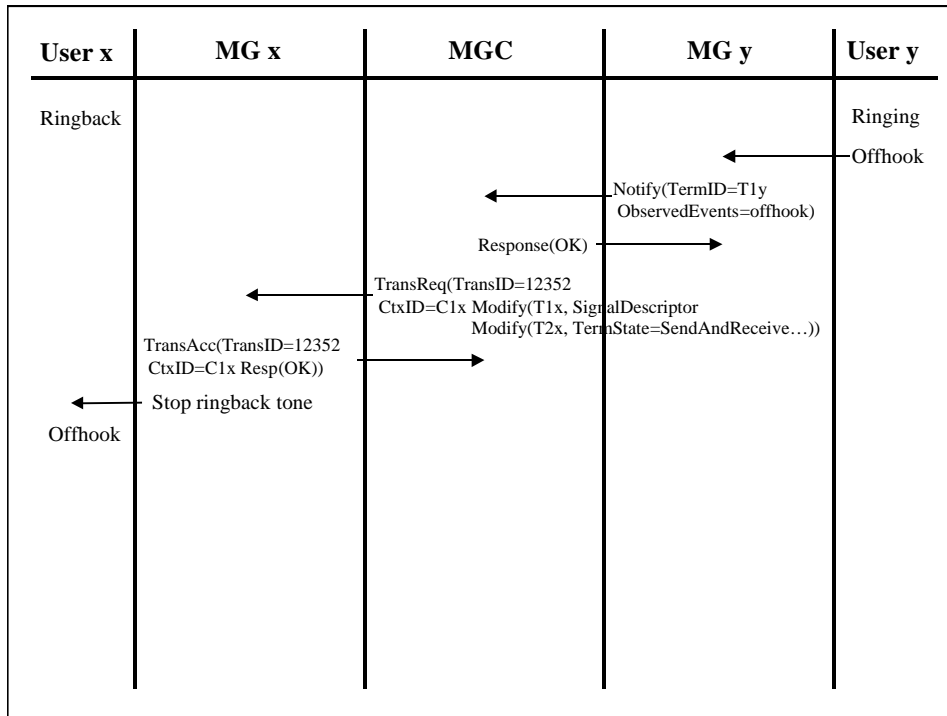 User x
MG x
MGC
MG y
User y
Ringback
Ringing
Offhook
Notify(TermID=T1y
ObservedEvents=offhook)
Response(OK)
TransReq(TransID=12352
CtxID=C1x Modify(T1x, SignalDescriptor
Modify(T2x, TermState=SendAndReceive…))
TransAcc(TransID=12352
CtxID=C1x Resp(OK))
Stop ringback tone
Offhook